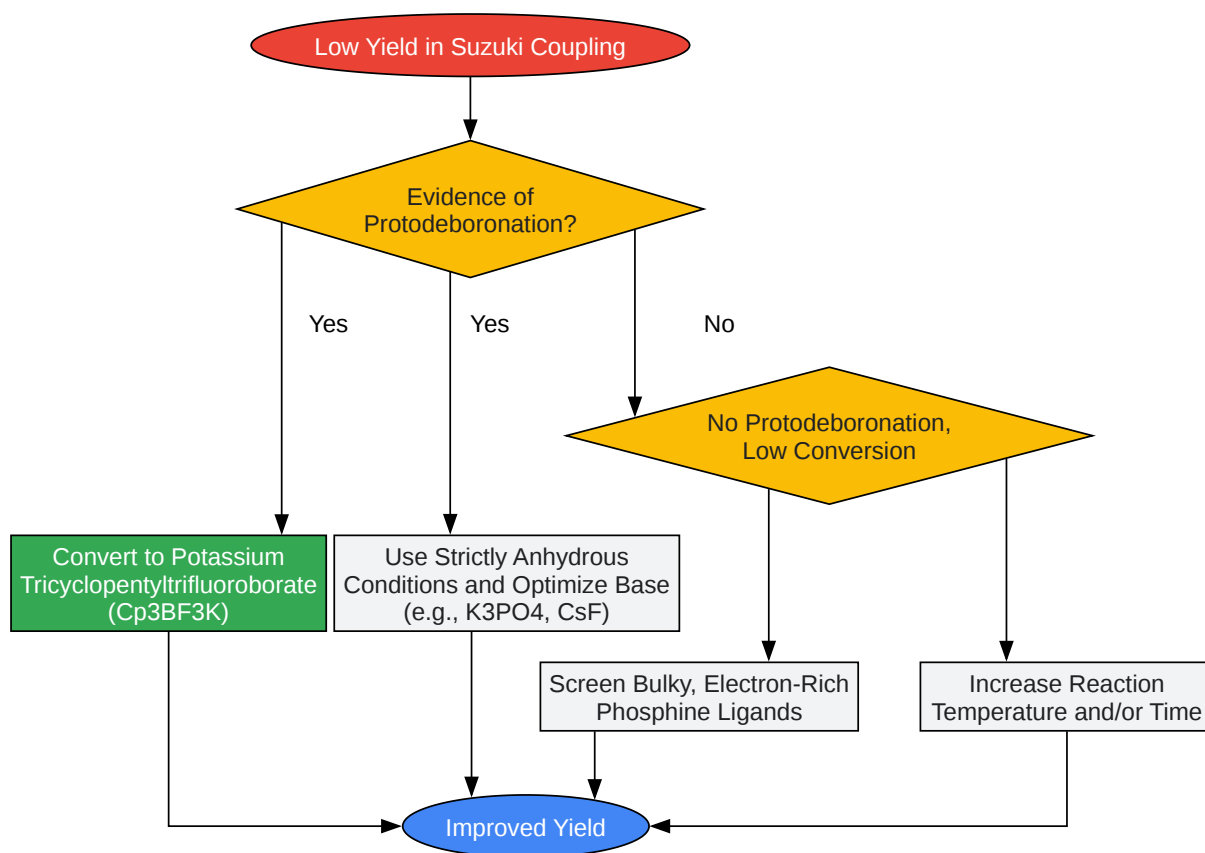 Low Yield in Suzuki Coupling
Evidence of
Protodeboronation?
Yes
Yes
No
No Protodeboronation,
Low Conversion
Convert to Potassium
Tricyclopentyltrifluoroborate
(Cp3BF3K)
Use Strictly Anhydrous
Conditions and Optimize Base
(e.g., K3PO4, CsF)
Screen Bulky, Electron-Rich
Phosphine Ligands
Increase Reaction
Temperature and/or Time
Improved Yield